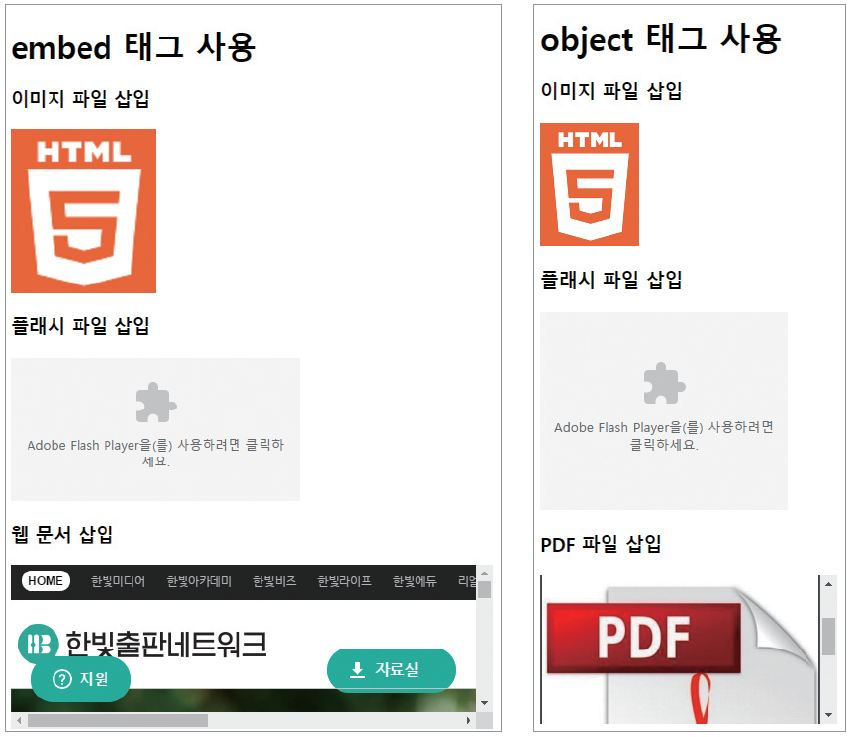 embed 태그 사용
이미지 파일 삽입
HTML
5
플래시 파일 삽입
Adobe Flash Player을(를) 사용하려면 클릭하
세요.
웹 문서 삽입
HOME 한빛미디어 한빛아카데미 한빛비즈 한빛라이프 한빛에듀 리얼
HB 한빛출판네트워크
? 지원
자료실
object 태그 사용
이미지 파일 삽입
HTML
5
플래시 파일 삽입
Adobe Flash Player을(를) 사용하려면
클릭하세요.
PDF 파일 삽입
PDF